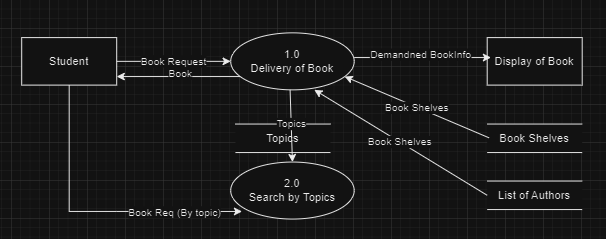 Student
Book Request
Book
1.0
Delivery of Book
Demandned BookInfo
Display of Book
Book Shelves
Book Shelves
Topics
Topics
Book Shelves
2.0
Search by Topics
List of Authors
Book Req (By topic)